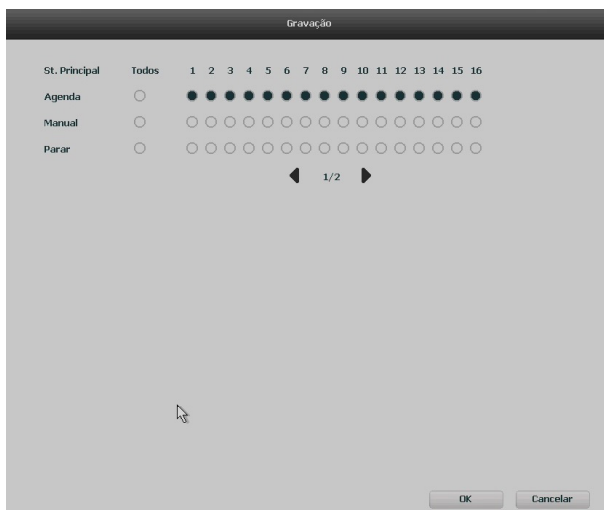 Gravação
St. Principal Todos 1 2 3 4 5 6 7 8 9 10 11 12 13 14 15 16
Agenda
Manual
Parar
1/2
OK Cancelar